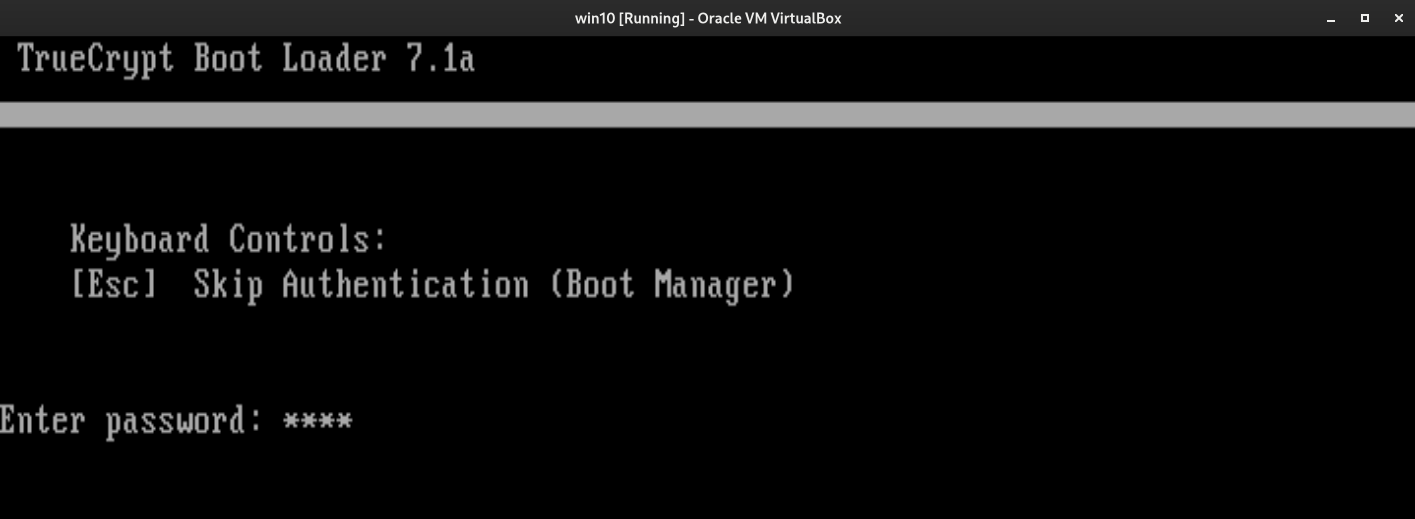 win10 [Running] - Oracle VM VirtualBox
TrueCrypt Boot Loader 7.1a
Keyboard Controls:
[Esc]  Skip Authentication (Boot Manager)
Enter password: ****